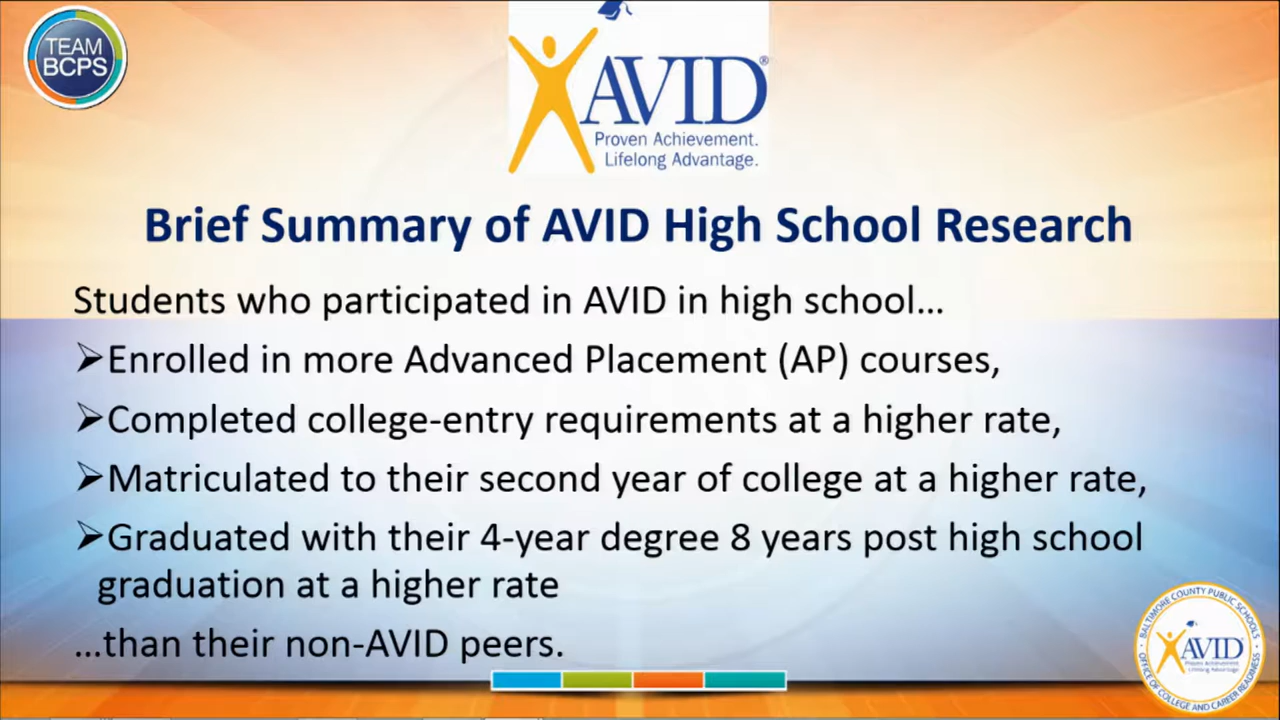 TEAM
BCPS
AVID®
Proven Achievement.
Lifelong Advantage.
Brief Summary of AVID High School Research
Students who participated in AVID in high school...
➢Enrolled in more Advanced Placement (AP) courses,
➢Completed college-entry requirements at a higher rate,
➢Matriculated to their second year of college at a higher rate,
➢Graduated with their 4-year degree 8 years post high school
graduation at a higher rate
...than their non-AVID peers.
BALTIMORE COUNTY PUBLIC SCHOOLS
AVID
Proven Achievement.
Lifelong Advantage.
OFFICE OF COLLEGE AND CAREER READINESS